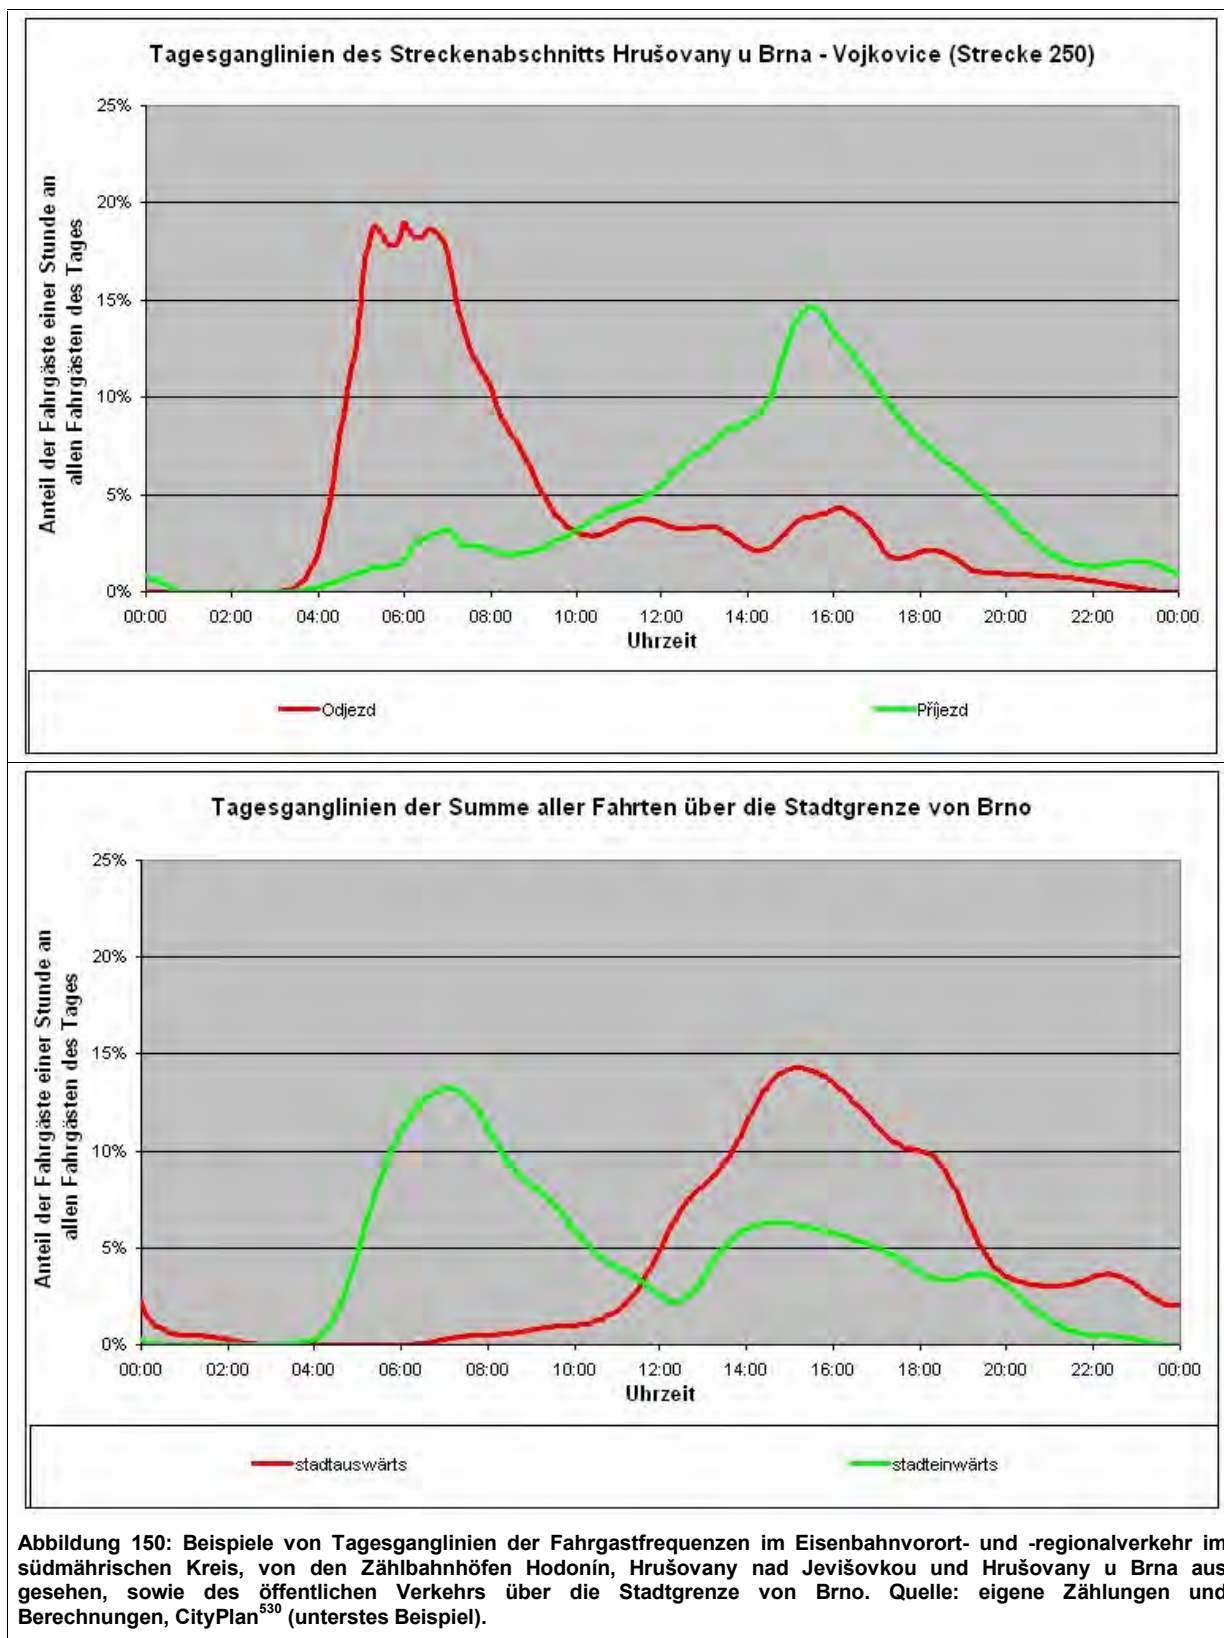 Tagesganglinien des Streckenabschnitts Hrušovany u Brna - Vojkovice (Strecke 250)
Anteil der Fahrgäste einer Stunde an
allen Fahrgästen des Tages
25%
20%
15%
10%
5%
0%
00:00 02:00 04:00 06:00 08:00 10:00 12:00 14:00 16:00 18:00 20:00 22:00 00:00
Uhrzeit
Odjezd Příjezd
Tagesganglinien der Summe aller Fahrten über die Stadtgrenze von Brno
Anteil der Fahrgäste einer Stunde an
allen Fahrgästen des Tages
25%
20%
15%
10%
5%
0%
00:00 02:00 04:00 06:00 08:00 10:00 12:00 14:00 16:00 18:00 20:00 22:00 00:00
Uhrzeit
stadtauswärts stadteinwärts
Abbildung 150: Beispiele von Tagesganglinien der Fahrgastfrequenzen im Eisenbahnvorort- und -regionalverkehr im
südmährischen Kreis, von den Zählbahnhöfen Hodonín, Hrušovany nad Jevišovkou und Hrušovany u Brna aus
gesehen, sowie des öffentlichen Verkehrs über die Stadtgrenze von Brno. Quelle: eigene Zählungen und
Berechnungen, CityPlan530 (unterstes Beispiel).